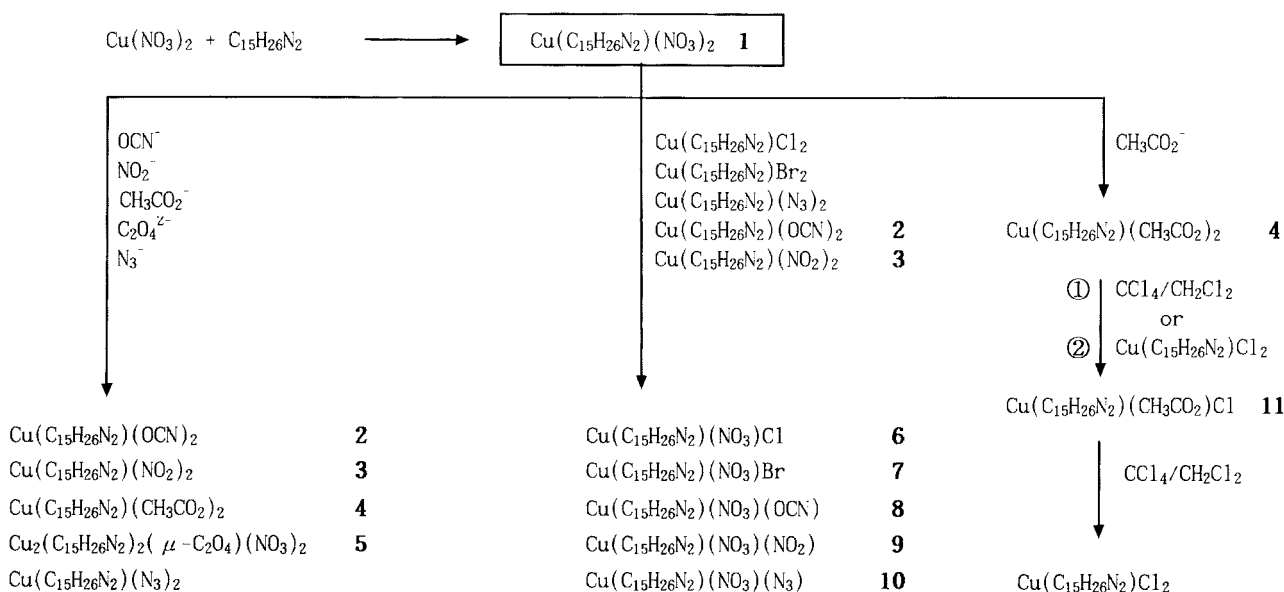 Cu(NO₃)₂ + C₁₅H₂₆N₂
Cu(C₁₅H₂₆N₂)(NO₃)₂ 1
OCN⁻
NO₂⁻
CH₃CO₂⁻
C₂O₄²⁻
N₃⁻
Cu(C₁₅H₂₆N₂)Cl₂
Cu(C₁₅H₂₆N₂)Br₂
Cu(C₁₅H₂₆N₂)(N₃)₂
Cu(C₁₅H₂₆N₂)(OCN)₂ 2
Cu(C₁₅H₂₆N₂)(NO₂)₂ 3
CH₃CO₂⁻
Cu(C₁₅H₂₆N₂)(CH₃CO₂)₂ 4
① CCl₄/CH₂Cl₂
or
② Cu(C₁₅H₂₆N₂)Cl₂
Cu(C₁₅H₂₆N₂)(CH₃CO₂)Cl 11
CCl₄/CH₂Cl₂
Cu(C₁₅H₂₆N₂)Cl₂
Cu(C₁₅H₂₆N₂)(OCN)₂ 2
Cu(C₁₅H₂₆N₂)(NO₂)₂ 3
Cu(C₁₅H₂₆N₂)(CH₃CO₂)₂ 4
Cu₂(C₁₅H₂₆N₂)₂(μ-C₂O₄)(NO₃)₂ 5
Cu(C₁₅H₂₆N₂)(N₃)₂
Cu(C₁₅H₂₆N₂)(NO₃)Cl 6
Cu(C₁₅H₂₆N₂)(NO₃)Br 7
Cu(C₁₅H₂₆N₂)(NO₃)(OCN) 8
Cu(C₁₅H₂₆N₂)(NO₃)(NO₂) 9
Cu(C₁₅H₂₆N₂)(NO₃)(N₃) 10